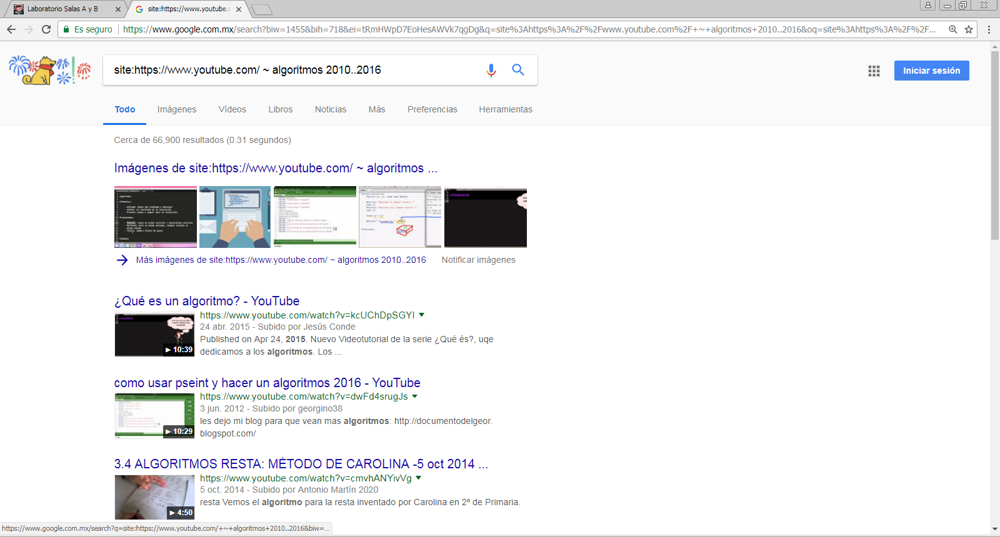 Laboratorio Salas A y B
site:https://www.youtube.c
Es seguro
https://www.google.com.mx/search?biw=1455&bih=718&ei=tRmHWpD7EoHesAWVk7qgDg&q=site%3Ahttps%3A%2F%2Fwww.youtube.com%2F+~+algoritmos+2010..2016&oq=site%3Ahttps%3A%2F%2F...
site:https://www.youtube.com/ ~ algoritmos 2010..2016
Iniciar sesión
Todo Imágenes Vídeos Libros Noticias Más Preferencias Herramientas
Cerca de 66,900 resultados (0.31 segundos)
Imágenes de site:https://www.youtube.com/ ~ algoritmos ...
Más imágenes de site:https://www.youtube.com/ ~ algoritmos 2010..2016 Notificar imágenes
¿Qué es un algoritmo? - YouTube
https://www.youtube.com/watch?v=kcUChDpSGYI
24 abr. 2015 - Subido por Jesús Conde
Published on Apr 24, 2015. Nuevo Videotutorial de la serie ¿Qué és?, uqe
10:39
dedicamos a los algoritmos. Los ...
como usar pseint y hacer un algoritmos 2016 - YouTube
https://www.youtube.com/watch?v=dwFd4srugJs
3 jun. 2012 - Subido por georgino38
les dejo mi blog para que vean mas algoritmos: http://documentodelgeor.
10:29
blogspot.com/
3.4 ALGORITMOS RESTA: MÉTODO DE CAROLINA -5 oct 2014 ...
https://www.youtube.com/watch?v=cmvhANYivVg
5 oct. 2014 - Subido por Antonio Martín 2020
resta Vemos el algoritmo para la resta inventado por Carolina en 2º de Primaria.
4:50
https://www.google.com.mx/search?q=site:https://www.youtube.com/+~+algoritmos+2010..2016&biw=...